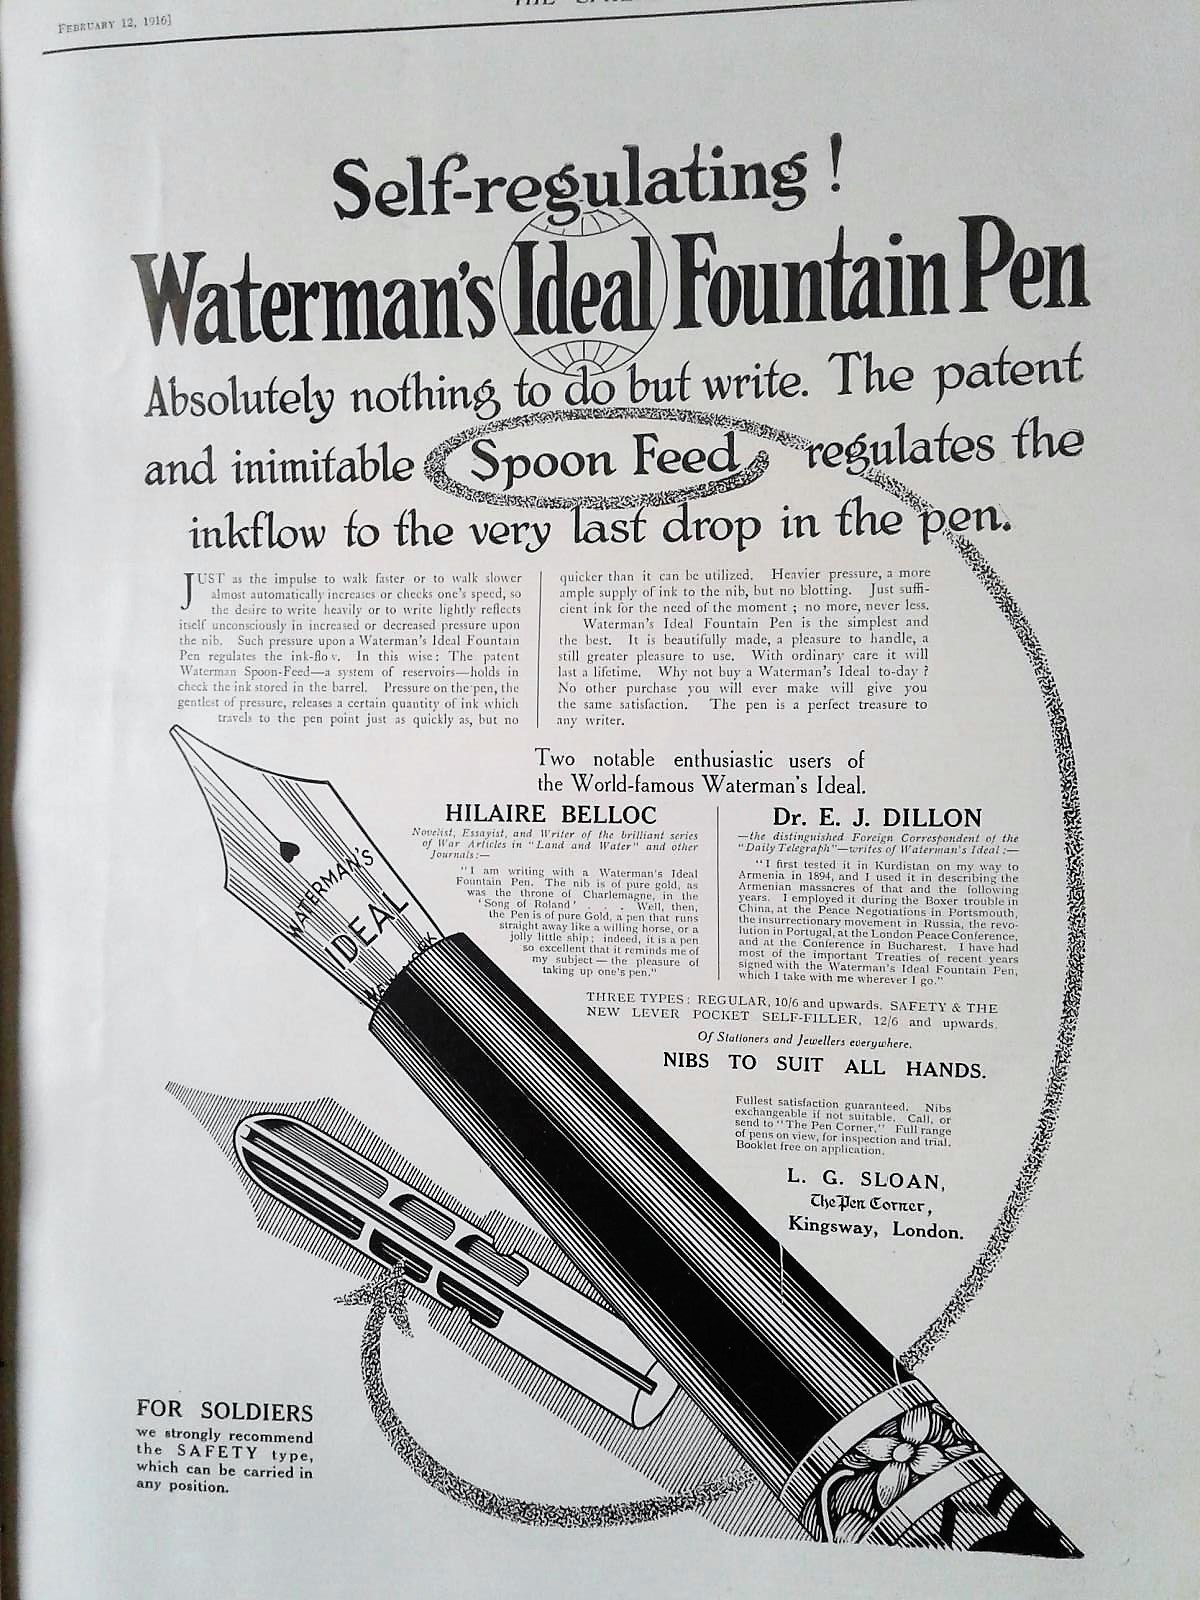 FEBRUARY 12, 1916]
THE
Self-regulating !
Waterman's Ideal Fountain Pen
Absolutely nothing to do but write. The patent
and inimitable Spoon Feed regulates the
inkflow to the very last drop in the pen.
JUST as the impulse to walk faster or to walk slower
almost automatically increases or checks one's speed, so
the desire to write heavily or to write lightly reflects
itself unconsciously in increased or decreased pressure upon
the nib. Such pressure upon a Waterman's Ideal Fountain
Pen regulates the ink-flow. In this wise: The patent
Waterman Spoon-Feed—a system of reservoirs—holds in
check the ink stored in the barrel. Pressure on the pen, the
gentlest of pressure, releases a certain quantity of ink which
travels to the pen point just as quickly as, but no
quicker than it can be utilized. Heavier pressure, a more
ample supply of ink to the nib, but no blotting. Just suffi-
cient ink for the need of the moment ; no more, never less.
Waterman's Ideal Fountain Pen is the simplest and
the best. It is beautifully made, a pleasure to handle, a
still greater pleasure to use. With ordinary care it will
last a lifetime. Why not buy a Waterman's Ideal to-day ?
No other purchase you will ever make will give you
the same satisfaction. The pen is a perfect treasure to
any writer.
Two notable enthusiastic users of
the World-famous Waterman's Ideal.
HILAIRE BELLOC
Novelist, Essayist, and Writer of the brilliant series
of War Articles in "Land and Water" and other
Journals:—
"I am writing with a Waterman's Ideal
Fountain Pen. The nib is of pure gold, as
was the throne of Charlemagne, in the
'Song of Roland' . . . Well, then,
the Pen is of pure Gold, a pen that runs
straight away like a willing horse, or a
jolly little ship; indeed, it is a pen
so excellent that it reminds me of
my subject — the pleasure of
taking up one's pen."
Dr. E. J. DILLON
—the distinguished Foreign Correspondent of the
"Daily Telegraph"—writes of Waterman's Ideal :—
"I first tested it in Kurdistan on my way to
Armenia in 1894, and I used it in describing the
Armenian massacres of that and the following
years. I employed it during the Boxer trouble in
China, at the Peace Negotiations in Portsmouth,
the insurrectionary movement in Russia, the revo-
lution in Portugal, at the London Peace Conference,
and at the Conference in Bucharest. I have had
most of the important Treaties of recent years
signed with the Waterman's Ideal Fountain Pen,
which I take with me wherever I go."
WATERMAN'S
IDEAL
THREE TYPES: REGULAR, 10/6 and upwards. SAFETY & THE
NEW LEVER POCKET SELF-FILLER, 12/6 and upwards.
Of Stationers and Jewellers everywhere.
NIBS TO SUIT ALL HANDS.
Fullest satisfaction guaranteed. Nibs
exchangeable if not suitable. Call, or
send to "The Pen Corner." Full range
of pens on view, for inspection and trial.
Booklet free on application.
L. G. SLOAN,
The Pen Corner,
Kingsway, London.
FOR SOLDIERS
we strongly recommend
the SAFETY type,
which can be carried in
any position.